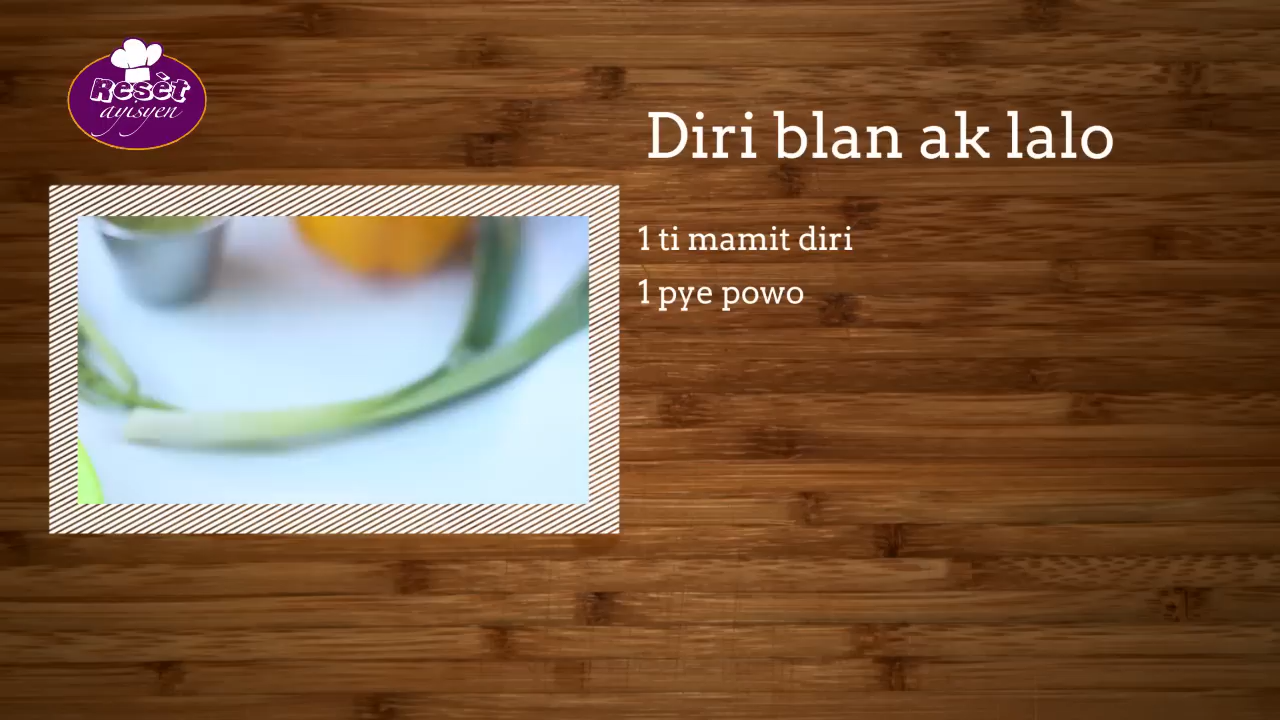 Resèt
ayisyen
Diri blan ak lalo
1 ti mamit diri
1 pye powo